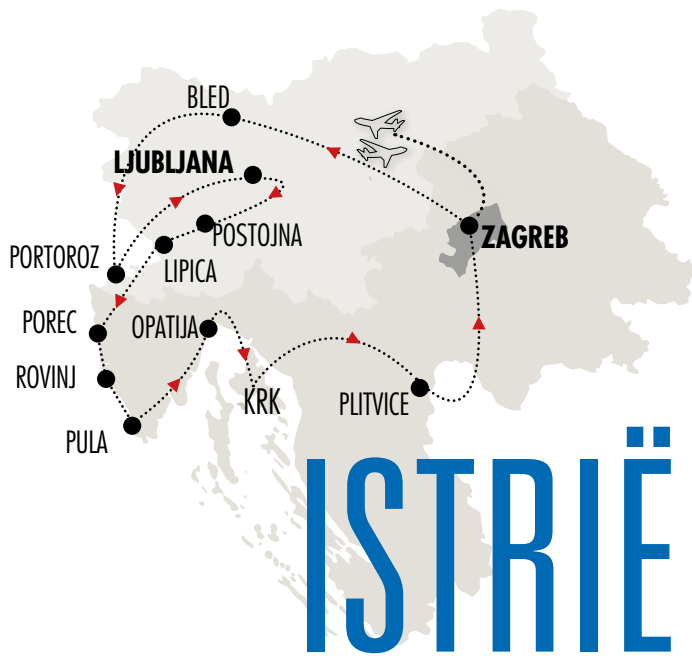 BLED
LJUBLJANA
POSTOJNA
ZAGREB
PORTOROZ
LIPICA
POREC
OPATIJA
ROVINJ
KRK
PLITVICE
PULA
ISTRIË